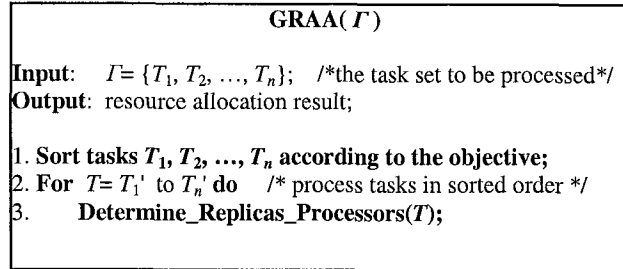 GRAA(Γ)
Input: Γ= {T₁, T₂, ..., Tₙ}; /*the task set to be processed*/
Output: resource allocation result;
1. Sort tasks T₁, T₂, ..., Tₙ according to the objective;
2. For T= T₁' to Tₙ' do /* process tasks in sorted order */
3. Determine_Replicas_Processors(T);